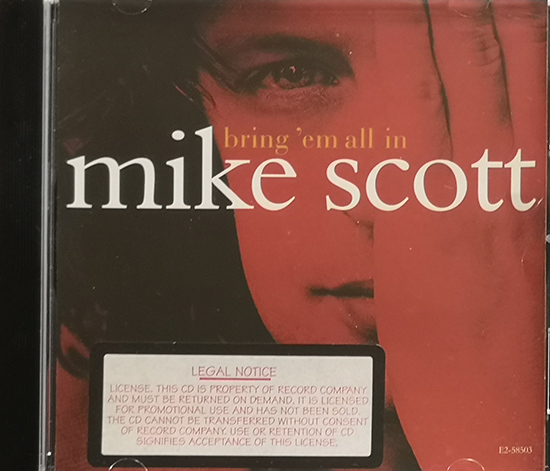 bring 'em all in
mike scott
LEGAL NOTICE
LICENSE. THIS CD IS PROPERTY OF RECORD COMPANY
AND MUST BE RETURNED ON DEMAND. IT IS LICENSED
FOR PROMOTIONAL USE AND HAS NOT BEEN SOLD.
THE CD CANNOT BE TRANSFERRED WITHOUT CONSENT
OF RECORD COMPANY. USE OR RETENTION OF CD
SIGNIFIES ACCEPTANCE OF THIS LICENSE.
E2-58503